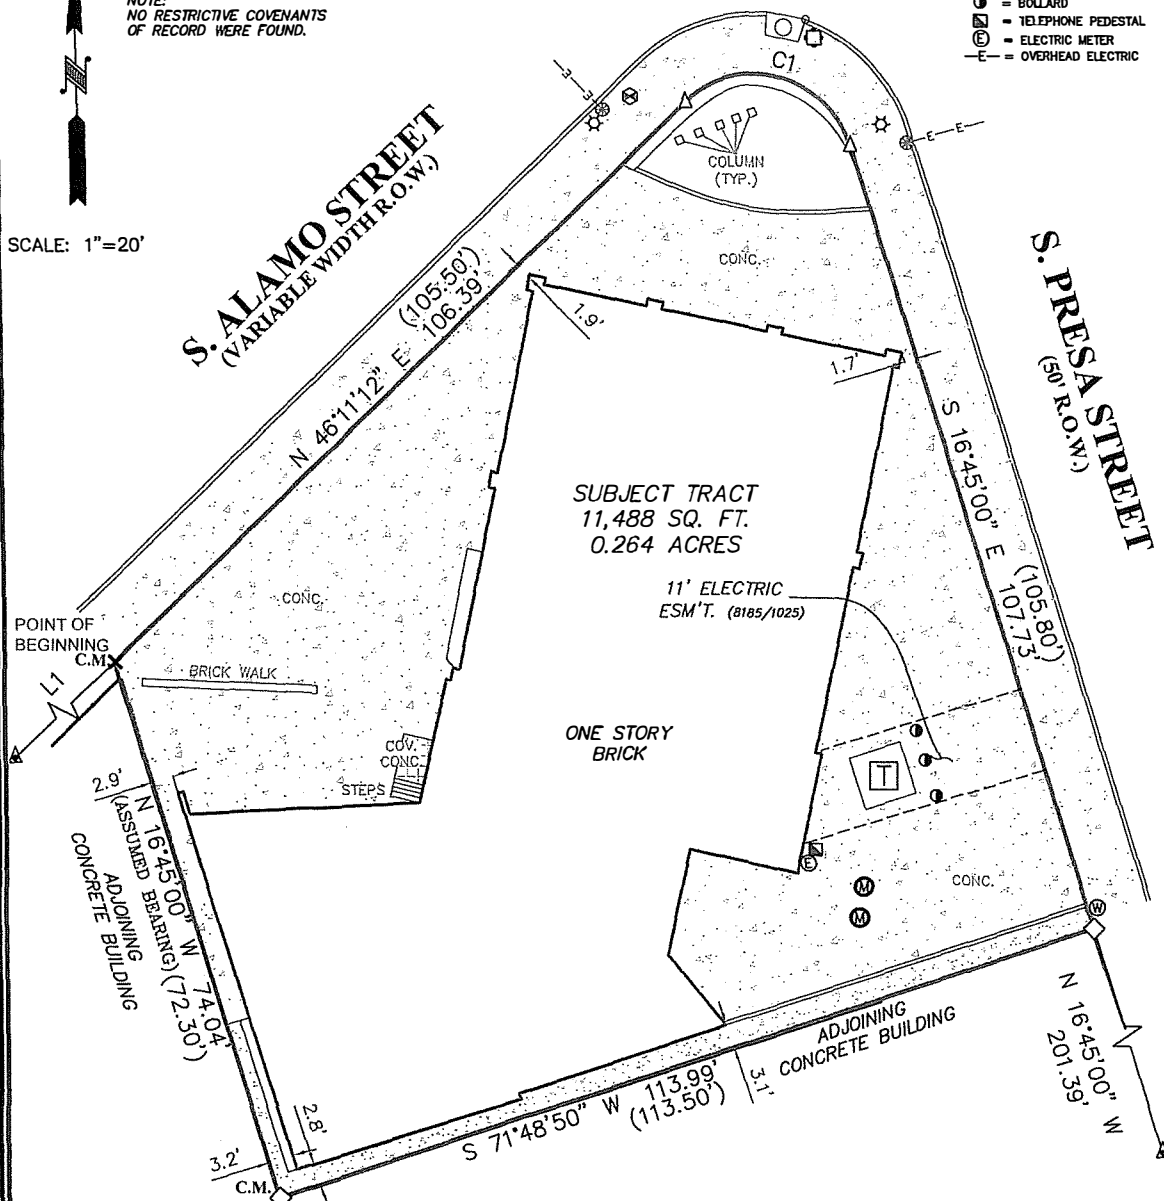 NOTE:
NO RESTRICTIVE COVENANTS
OF RECORD WERE FOUND.
= BOLLARD
= TELEPHONE PEDESTAL
E = ELECTRIC METER
—E— = OVERHEAD ELECTRIC
SCALE: 1"=20'
S. ALAMO STREET
(VARIABLE WIDTH R.O.W.)
C1
COLUMN
(TYP.)
E
E
E
E
CONC.
S. PRESA STREET
(50' R.O.W.)
(105.50')
N 46°11'12" E 106.39'
1.9'
1.7'
S 16°45'00" E 107.73'
(105.80')
SUBJECT TRACT
11,488 SQ. FT.
0.264 ACRES
11' ELECTRIC
ESM'T. (8185/1025)
CONC.
POINT OF
BEGINNING
C.M.
L1
BRICK WALK
COV.
CONC.
STEPS
ONE STORY
BRICK
T
2.9'
N 16°45'00" W 74.04'
(ASSUMED BEARING) (72.30')
ADJOINING
CONCRETE BUILDING
E
M
M
CONC.
W
ADJOINING
CONCRETE BUILDING
N 16°45'00" W
201.39'
3.1'
113.99'
S 71°48'50" W (113.50')
2.8'
3.2'
C.M.